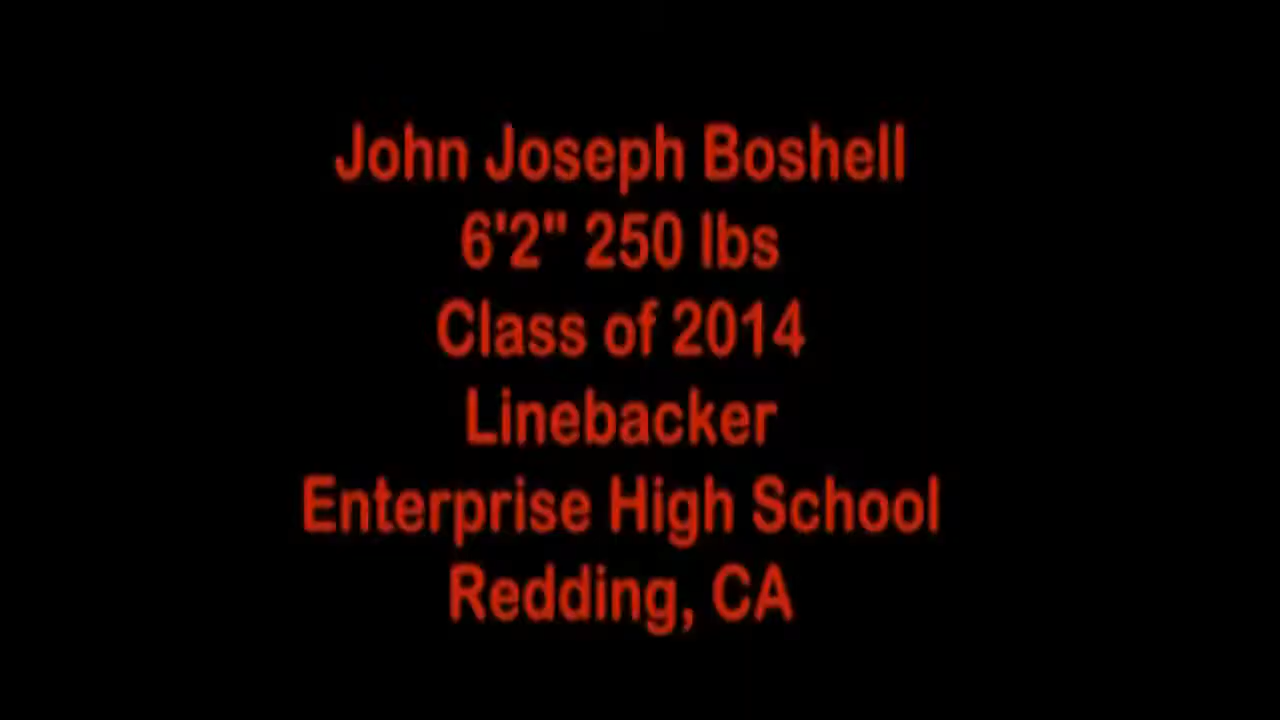 John Joseph Boshell
6'2" 250 lbs
Class of 2014
Linebacker
Enterprise High School
Redding, CA